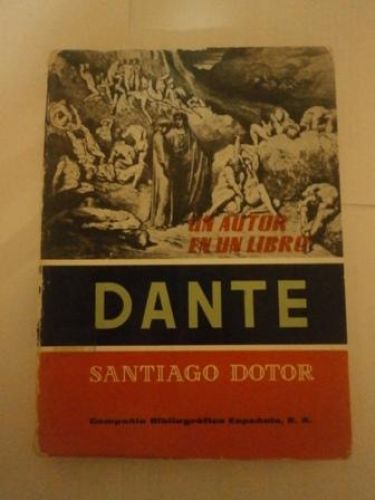 UN AUTOR
EN UN LIBRO
DANTE
SANTIAGO DOTOR
Compañía Bibliográfica Española, S. A.